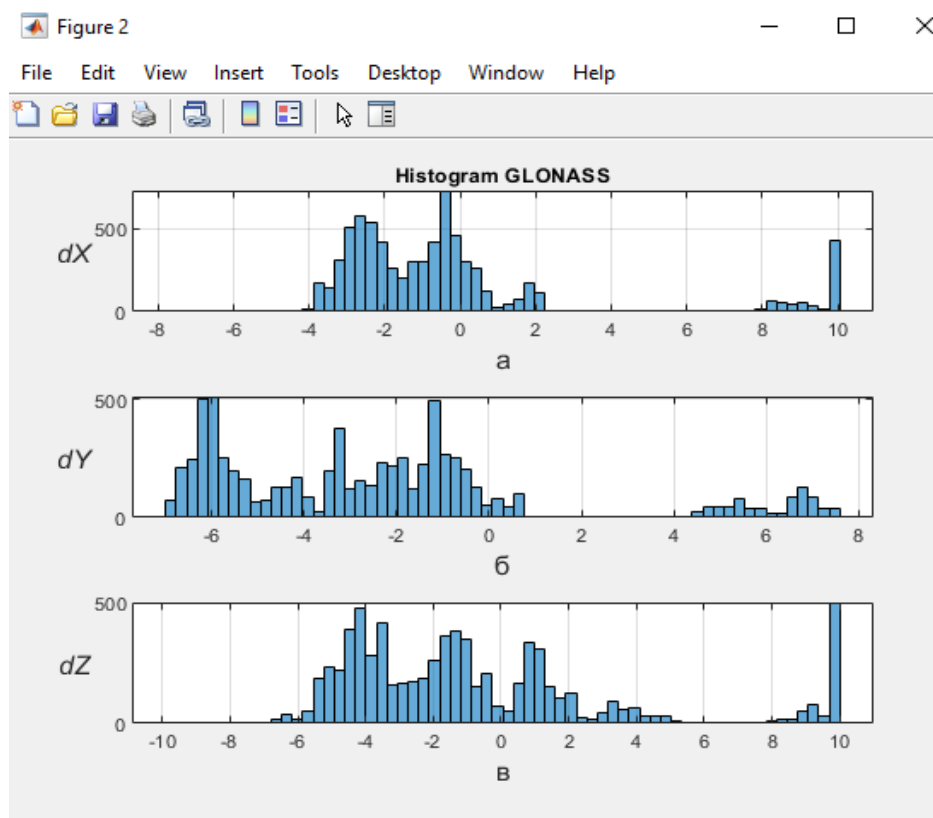 Figure 2
File Edit View Insert Tools Desktop Window Help
Histogram GLONASS
500
dX
0
-8 -6 -4 -2 0 2 4 6 8 10
а
500
dY
0
-6 -4 -2 0 2 4 6 8
б
500
dZ
0
-10 -8 -6 -4 -2 0 2 4 6 8 10
в